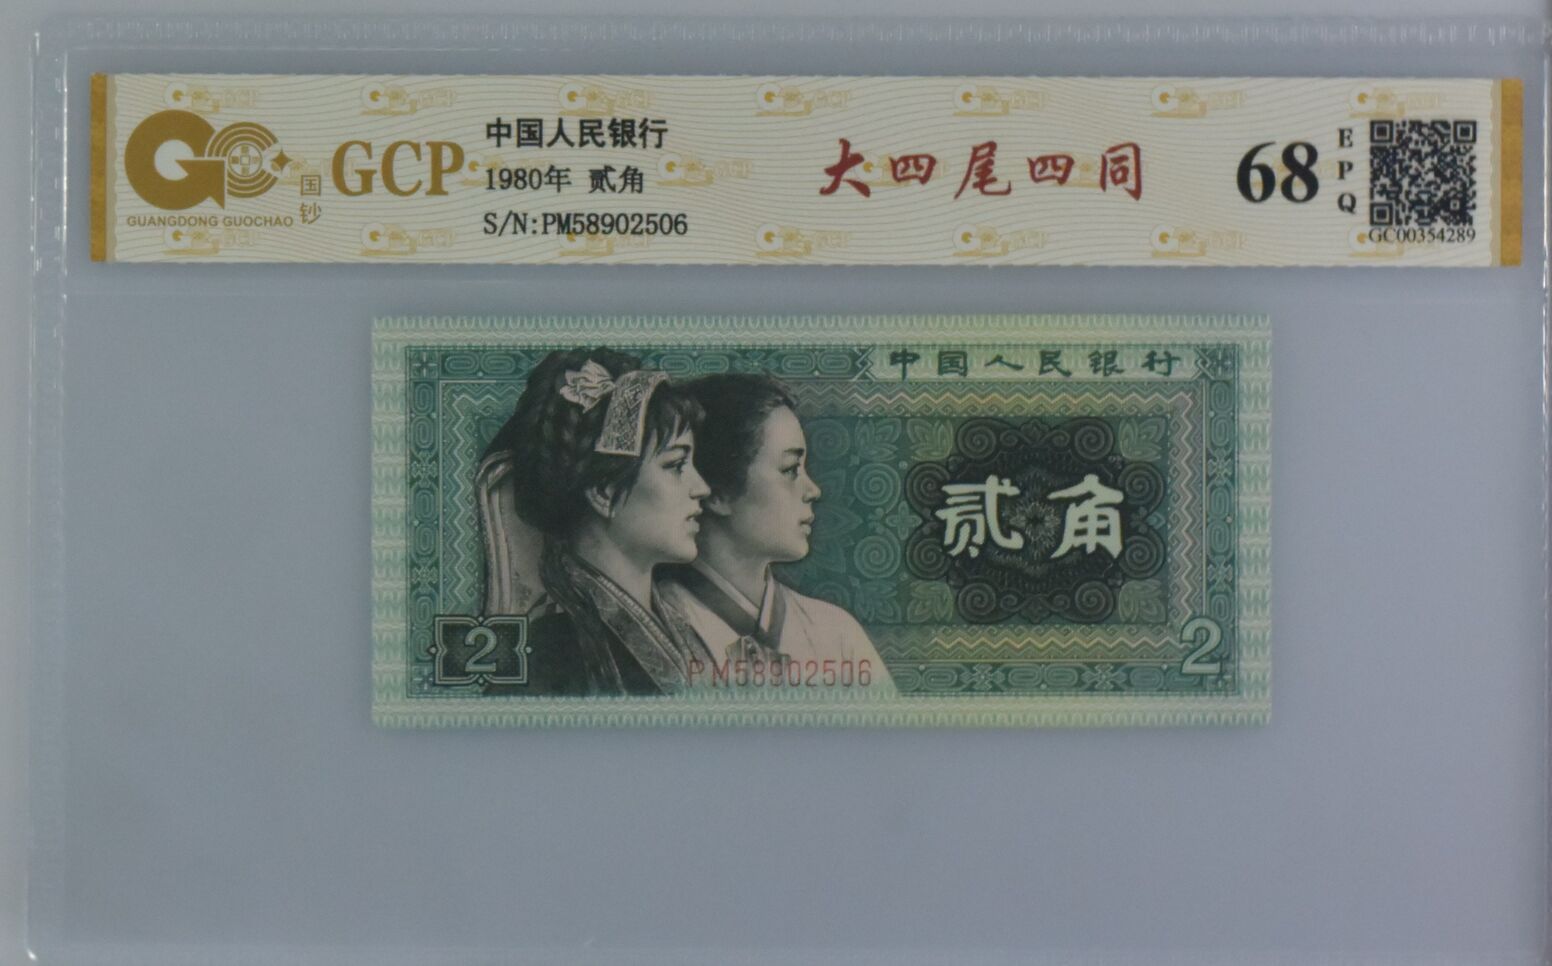 GUANGDONG GUOCHAO
国钞
GCP
中国人民银行
1980年 贰角
S/N:PM58902506
大四尾四同
68
EPQ
GC00354289
中国人民银行
贰角
2
2
PM58902506